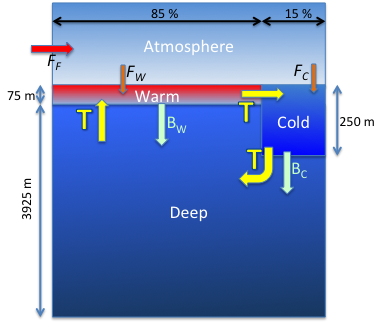 85 %
15 %
Atmosphere
F_F
F_W
F_C
75 m
Warm
T
T
B_W
Cold
250 m
T
B_C
3925 m
Deep